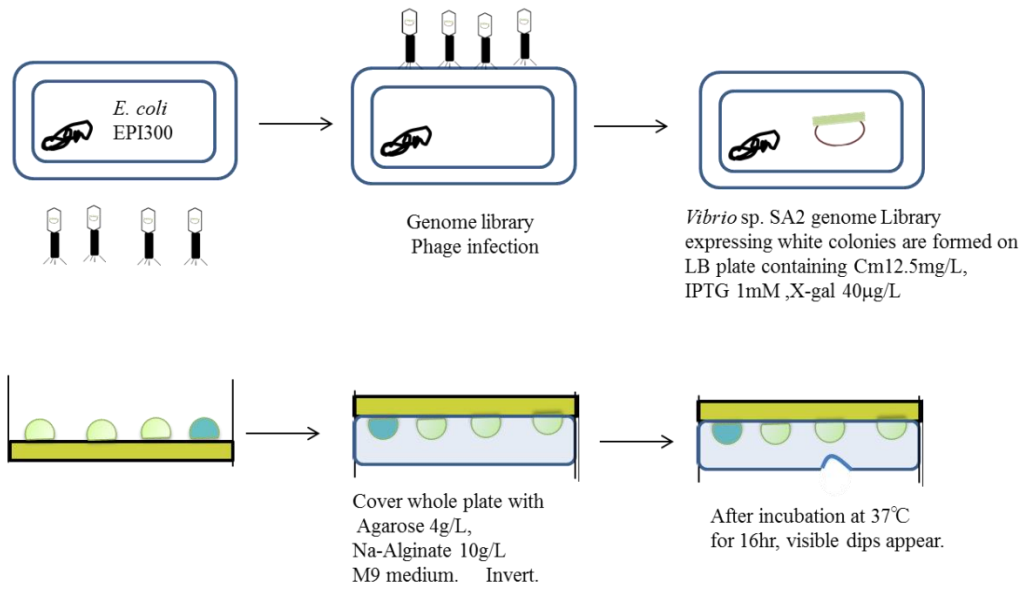 E. coli
EPI300
Genome library
Phage infection
Vibrio sp. SA2 genome Library
expressing white colonies are formed on
LB plate containing Cm12.5mg/L,
IPTG 1mM ,X-gal 40μg/L
Cover whole plate with
Agarose 4g/L,
Na-Alginate 10g/L
M9 medium. Invert.
After incubation at 37℃
for 16hr, visible dips appear.